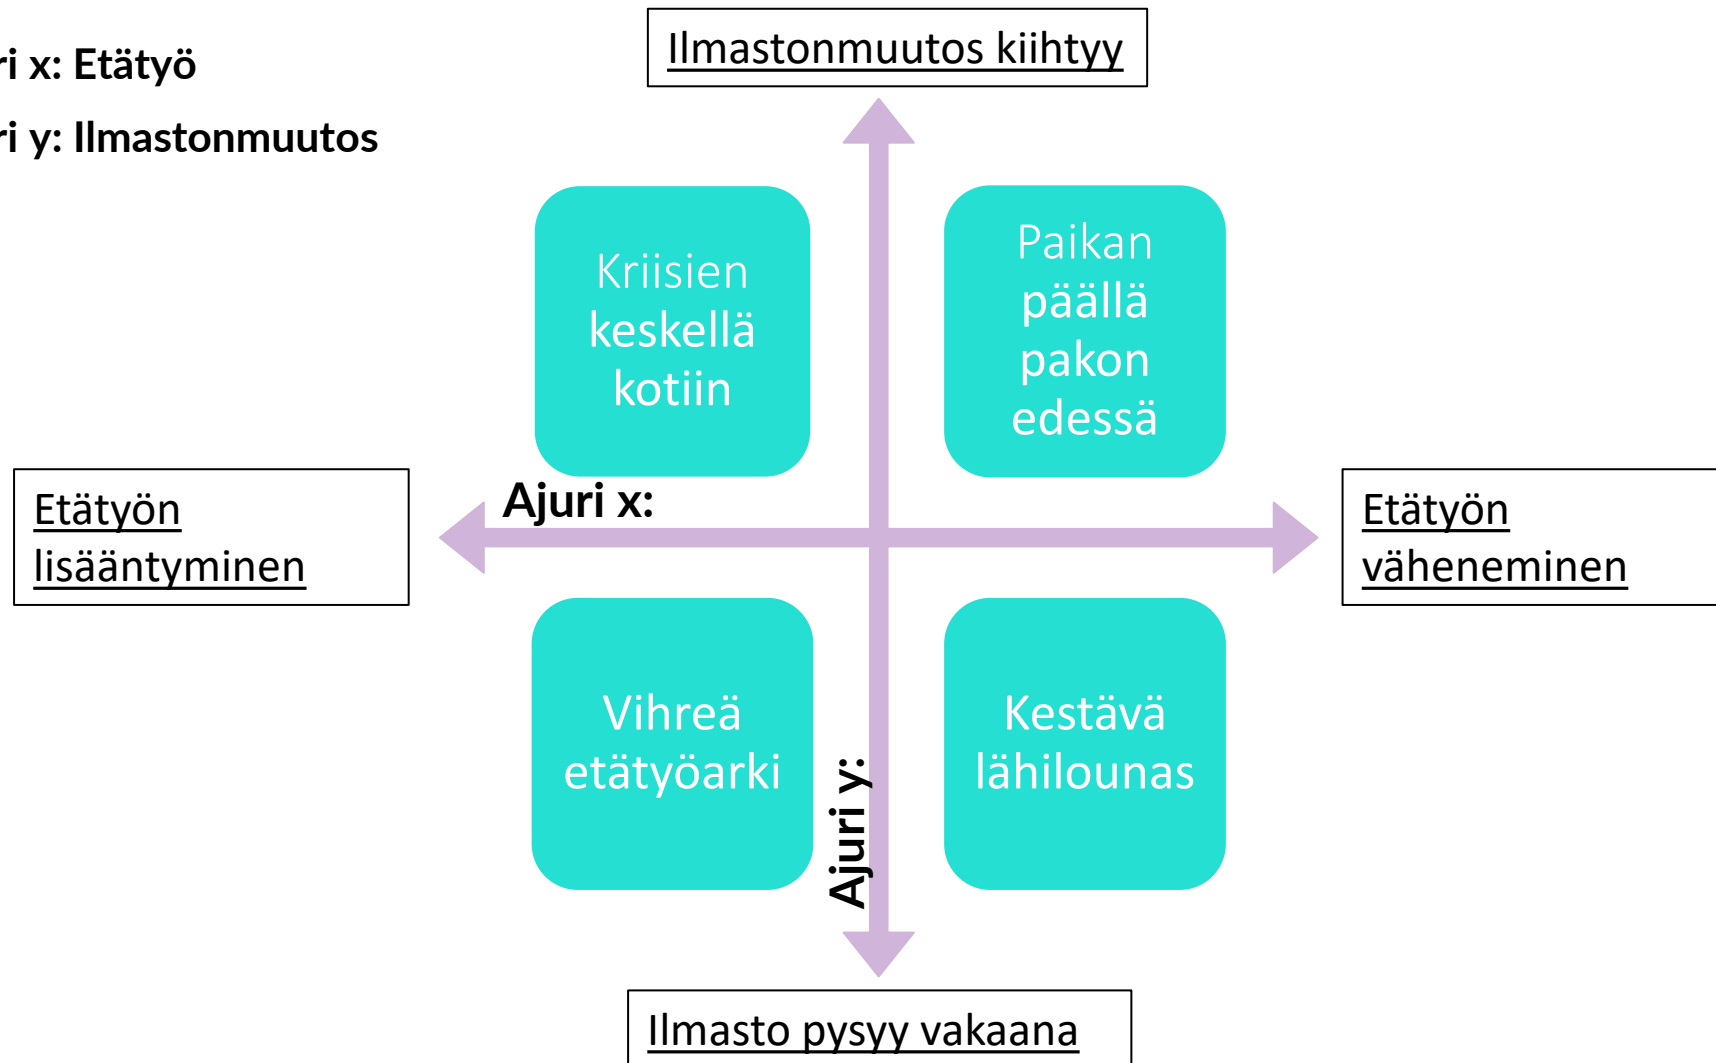 Ilmastonmuutos kiihtyy
ri x: Etätyö
ri y: Ilmastonmuutos
Kriisien
keskellä
kotiin
Paikan
päällä
pakon
edessä
Ajuri x:
Etätyön
lisääntyminen
Etätyön
väheneminen
Vihreä
etätyöarki
Kestävä
lähilounas
Ajuri y:
Ilmasto pysyy vakaana